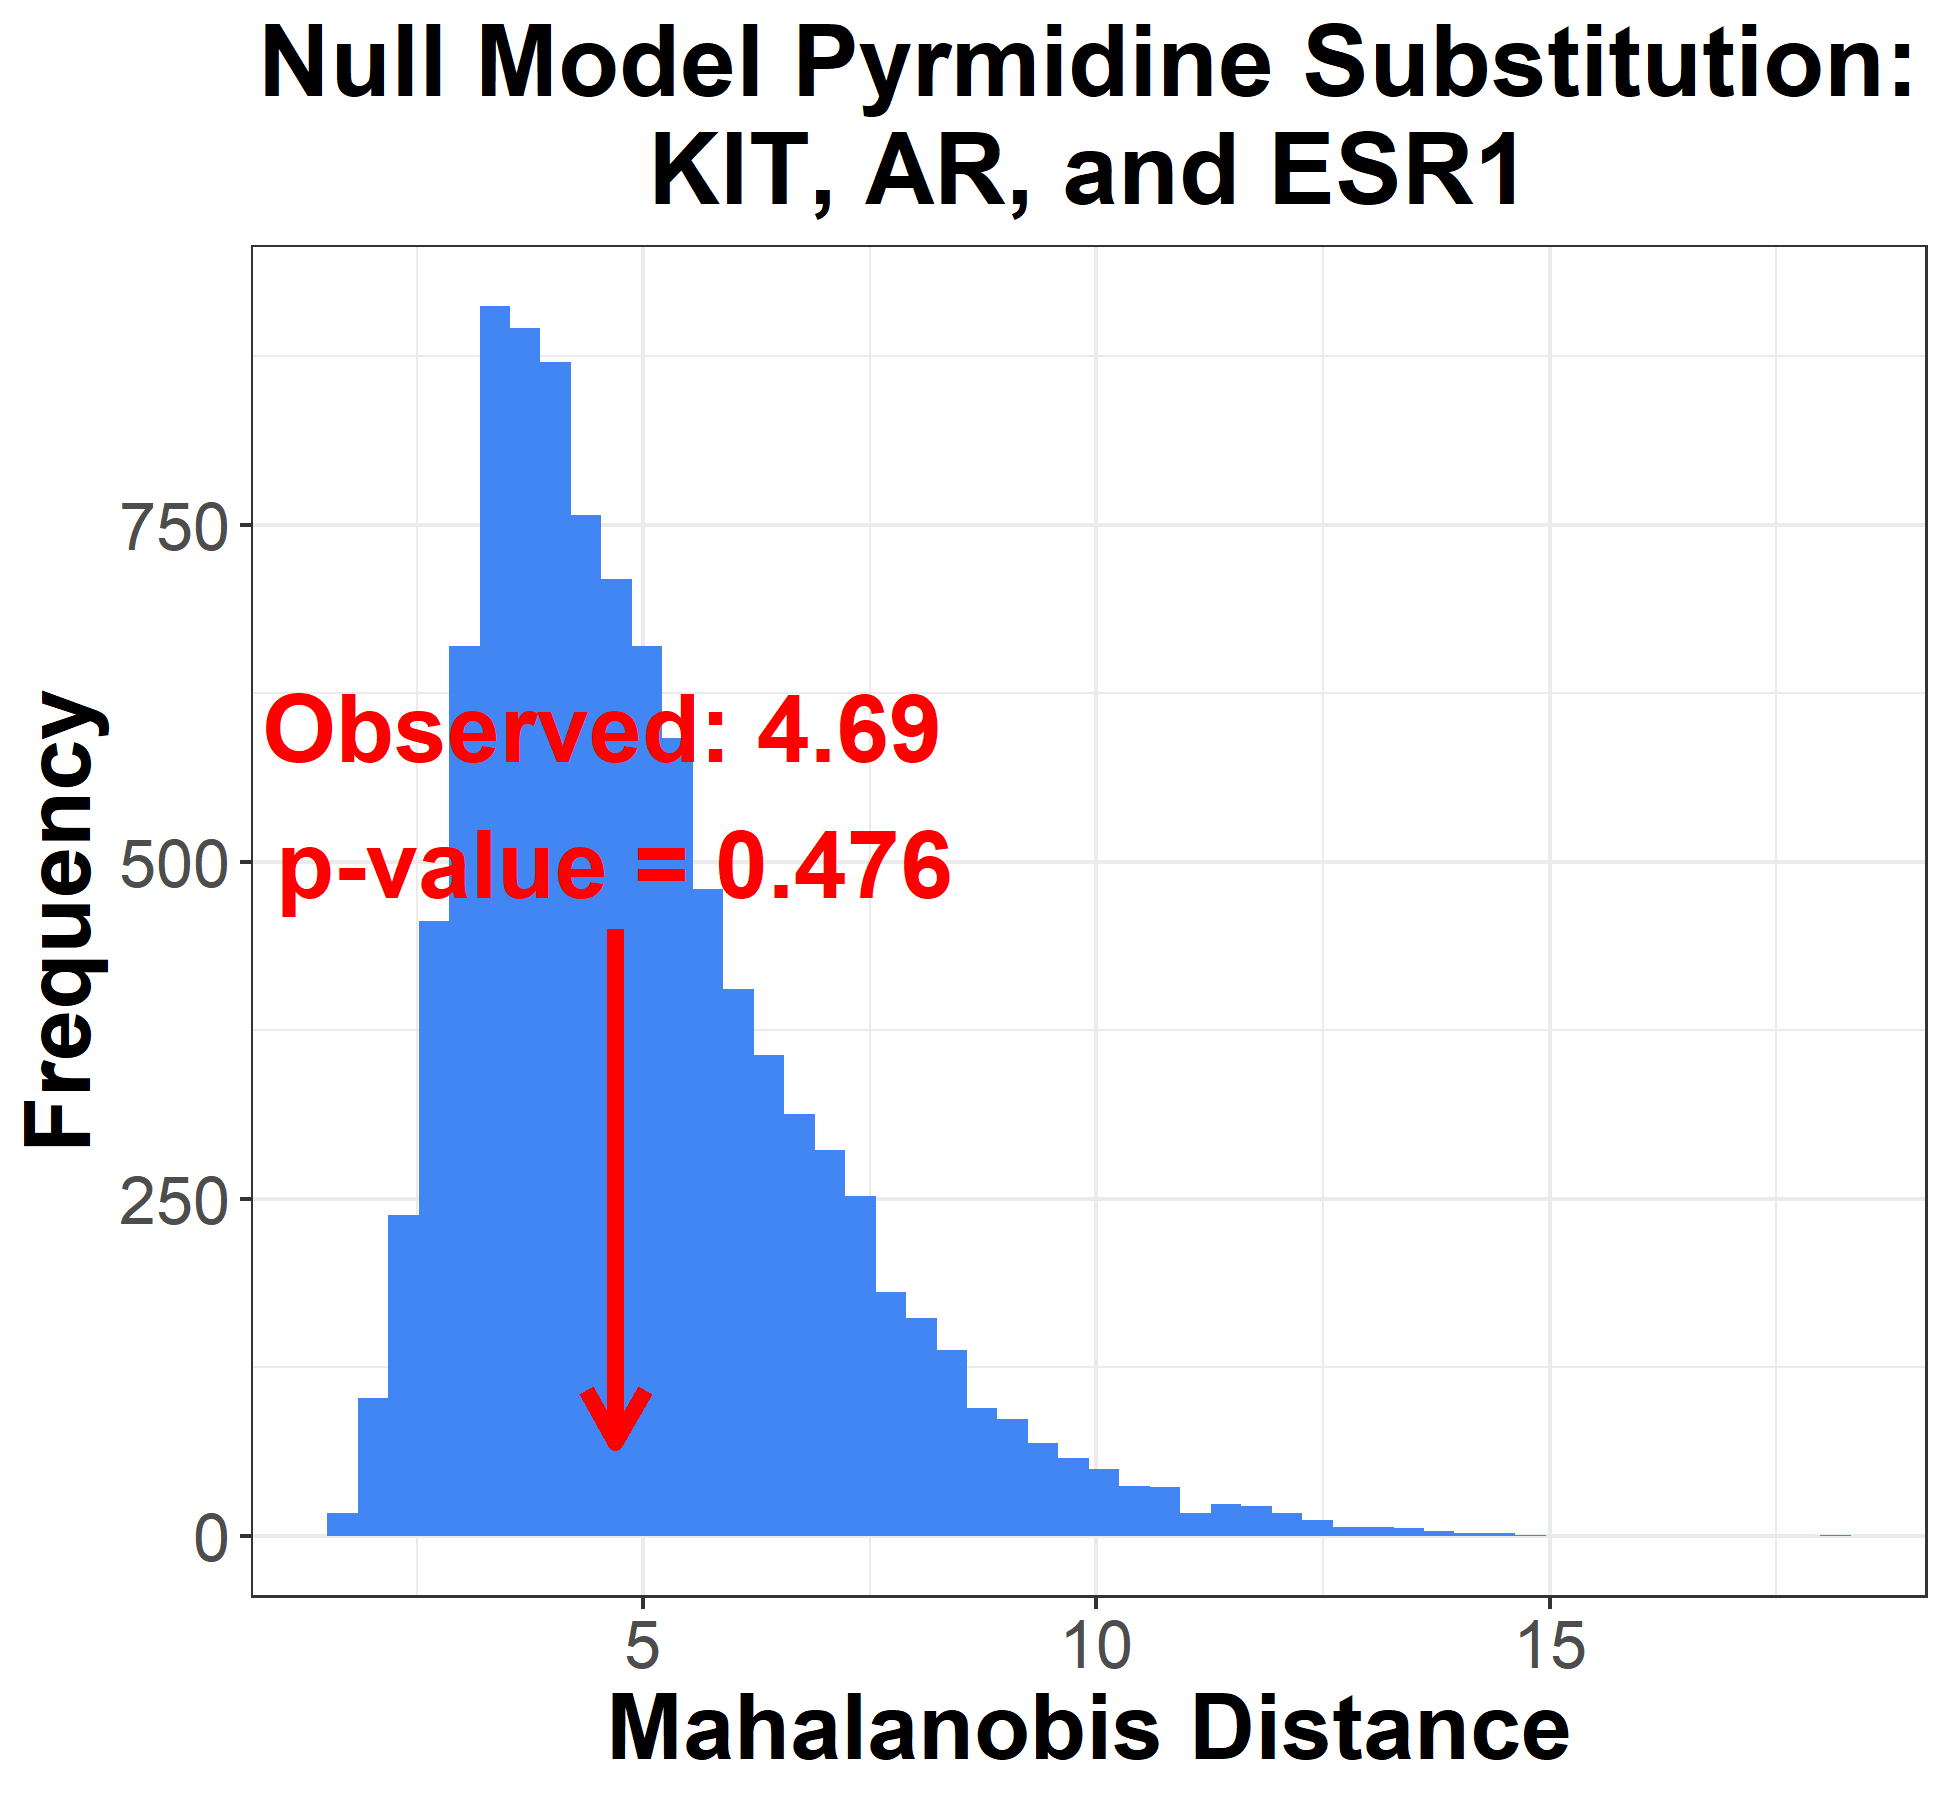 Null Model Pyrmidine Substitution:
KIT, AR, and ESR1
Frequency
750
500
250
0
Observed: 4.69
p-value = 0.476
5
10
15
Mahalanobis Distance